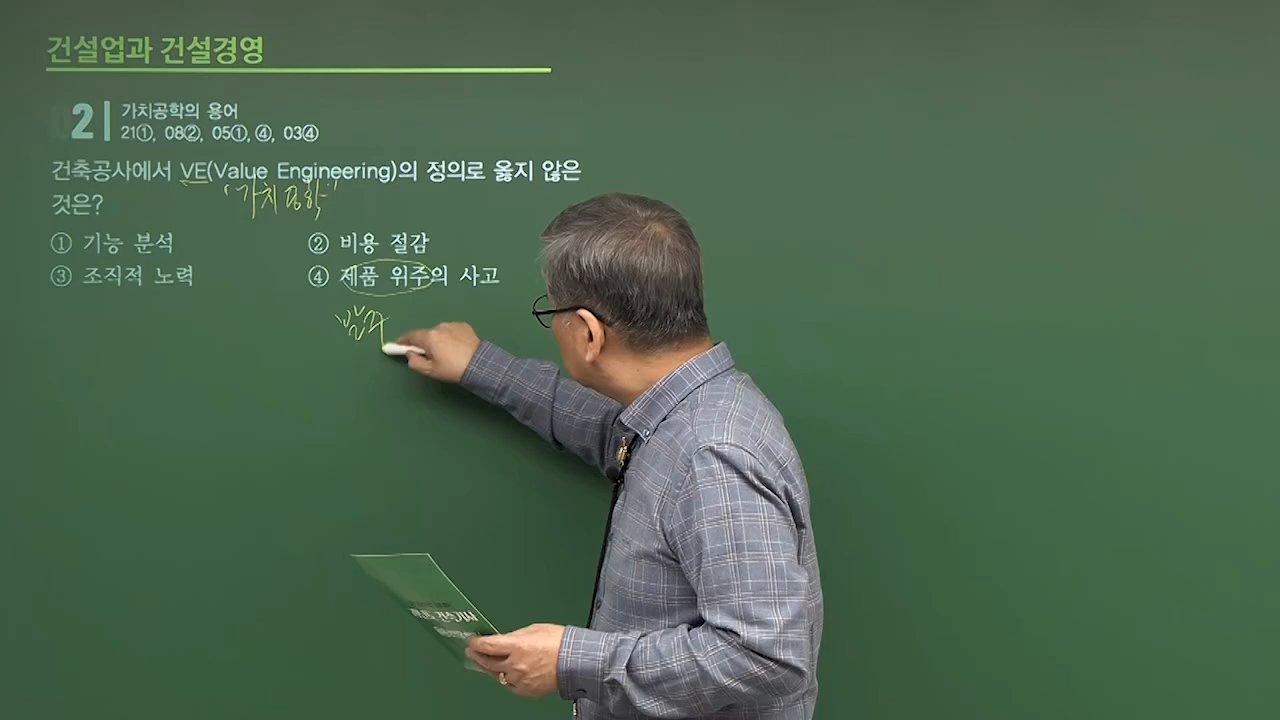 건설업과 건설경영
02 가치공학의 용어
21①, 08②, 05①, ④, 03④
건축공사에서 VE(Value Engineering)의 정의로 옳지 않은
"가치공학"
것은?
① 기능 분석 ② 비용 절감
③ 조직적 노력 ④ 제품 위주의 사고